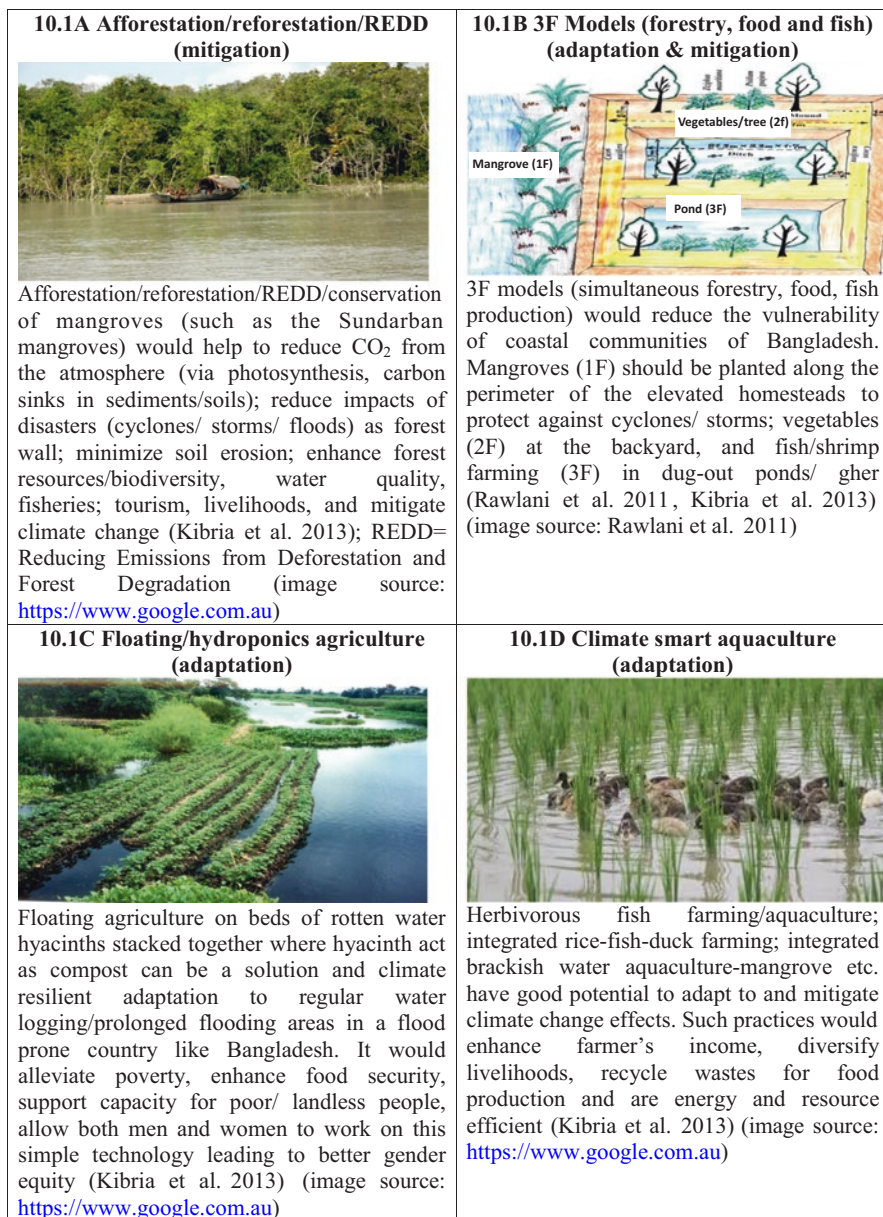 10.1A Afforestation/reforestation/REDD
(mitigation)
Afforestation/reforestation/REDD/conservation
of mangroves (such as the Sundarban
mangroves) would help to reduce CO₂ from
the atmosphere (via photosynthesis, carbon
sinks in sediments/soils); reduce impacts of
disasters (cyclones/ storms/ floods) as forest
wall; minimize soil erosion; enhance forest
resources/biodiversity, water quality,
fisheries; tourism, livelihoods, and mitigate
climate change (Kibria et al. 2013); REDD=
Reducing Emissions from Deforestation and
Forest Degradation (image source:
https://www.google.com.au)
10.1B 3F Models (forestry, food and fish)
(adaptation & mitigation)
Vegetables/tree (2f)
Mound
Ditch
Mangrove (1F)
Pond (3F)
3F models (simultaneous forestry, food, fish
production) would reduce the vulnerability
of coastal communities of Bangladesh.
Mangroves (1F) should be planted along the
perimeter of the elevated homesteads to
protect against cyclones/ storms; vegetables
(2F) at the backyard, and fish/shrimp
farming (3F) in dug-out ponds/ gher
(Rawlani et al. 2011, Kibria et al. 2013)
(image source: Rawlani et al. 2011)
10.1C Floating/hydroponics agriculture
(adaptation)
Floating agriculture on beds of rotten water
hyacinths stacked together where hyacinth act
as compost can be a solution and climate
resilient adaptation to regular water
logging/prolonged flooding areas in a flood
prone country like Bangladesh. It would
alleviate poverty, enhance food security,
support capacity for poor/ landless people,
allow both men and women to work on this
simple technology leading to better gender
equity (Kibria et al. 2013) (image source:
https://www.google.com.au)
10.1D Climate smart aquaculture
(adaptation)
Herbivorous fish farming/aquaculture;
integrated rice-fish-duck farming; integrated
brackish water aquaculture-mangrove etc.
have good potential to adapt to and mitigate
climate change effects. Such practices would
enhance farmer's income, diversify
livelihoods, recycle wastes for food
production and are energy and resource
efficient (Kibria et al. 2013) (image source:
https://www.google.com.au)